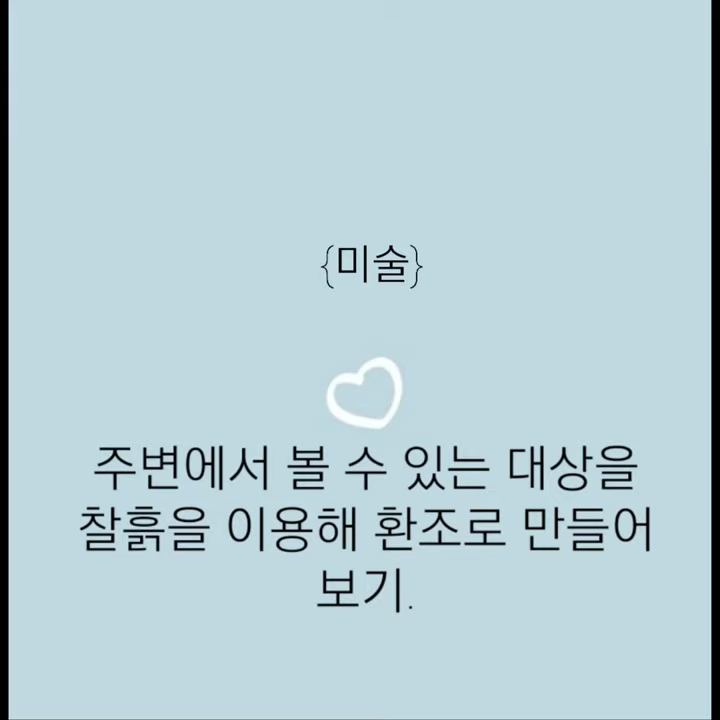 {미술}
주변에서 볼 수 있는 대상을
찰흙을 이용해 환조로 만들어
보기.